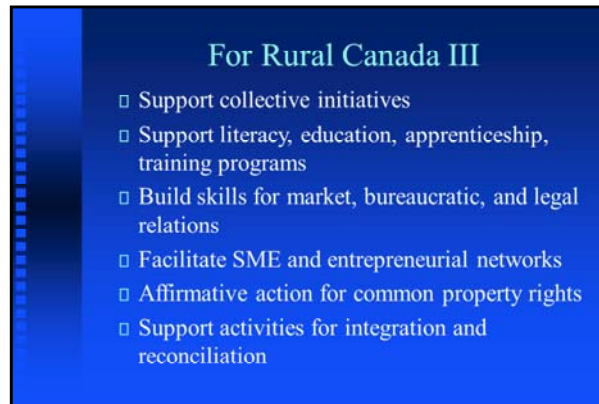 For Rural Canada III
Support collective initiatives
Support literacy, education, apprenticeship,
training programs
Build skills for market, bureaucratic, and legal
relations
Facilitate SME and entrepreneurial networks
Affirmative action for common property rights
Support activities for integration and
reconciliation